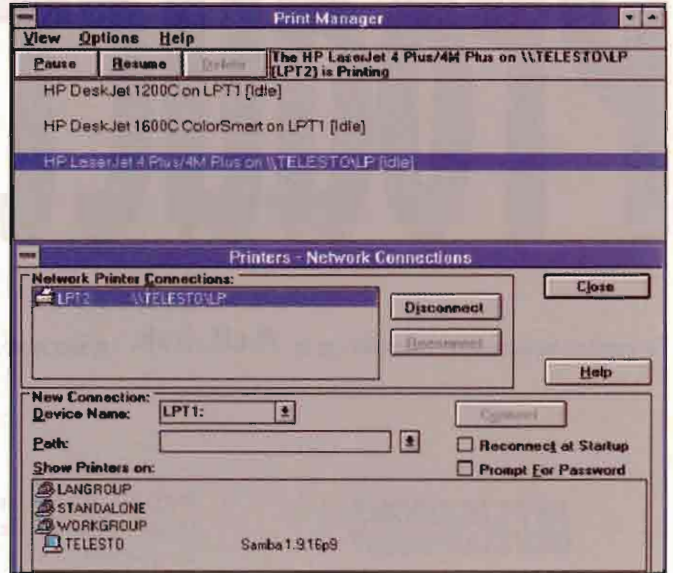 Print Manager
View Options Help
Pause Resume Delete The HP LaserJet 4 Plus/4M Plus on \\TELESTO\LP
(LPT2) is Printing
HP DeskJet 1200C on LPT1 [Idle]
HP DeskJet 1600C ColorSmart on LPT1 [Idle]
HP LaserJet 4 Plus/4M Plus on \\TELESTO\LP [Idle]
Printers - Network Connections
Network Printer Connections:
LPT2 \\TELESTO\LP
Close
Disconnect
Reconnect
Help
New Connection:
Device Name: LPT1:
Connect
Path:
Reconnect at Startup
Show Printers on:
Prompt For Password
LANGROUP
STANDALONE
WORKGROUP
TELESTO Samba 1.9.16p9